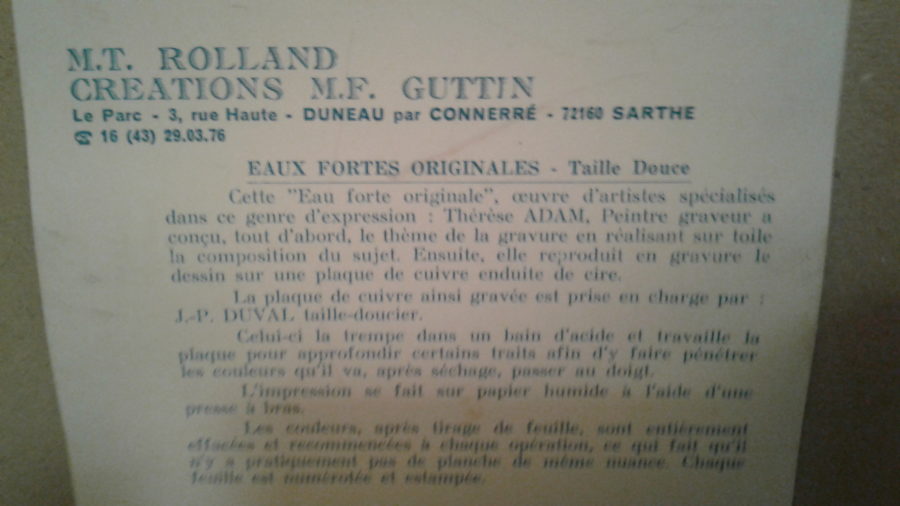 M.T. ROLLAND
CREATIONS M.F. GUTTIN
Le Parc - 3, rue Haute - DUNEAU par CONNERRÉ - 72160 SARTHE
☎ 16 (43) 29.03.76
EAUX FORTES ORIGINALES - Taille Douce
Cette "Eau forte originale", œuvre d'artistes spécialisés
dans ce genre d'expression : Thérèse ADAM, Peintre graveur a
conçu, tout d'abord, le thème de la gravure en réalisant sur toile
la composition du sujet. Ensuite, elle reproduit en gravure le
dessin sur une plaque de cuivre enduite de cire.
La plaque de cuivre ainsi gravée est prise en charge par :
J.-P. DUVAL taille-doucier.
Celui-ci la trempe dans un bain d'acide et travaille la
plaque pour approfondir certains traits afin d'y faire pénétrer
les couleurs qu'il va, après séchage, passer au doigt.
L'impression se fait sur papier humide à l'aide d'une
presse à bras.
Les couleurs, après tirage de feuille, sont entièrement
effacées et recommencées à chaque opération, ce qui fait qu'il
n'y a pratiquement pas de planche de même nuance. Chaque
feuille est numérotée et estampée.